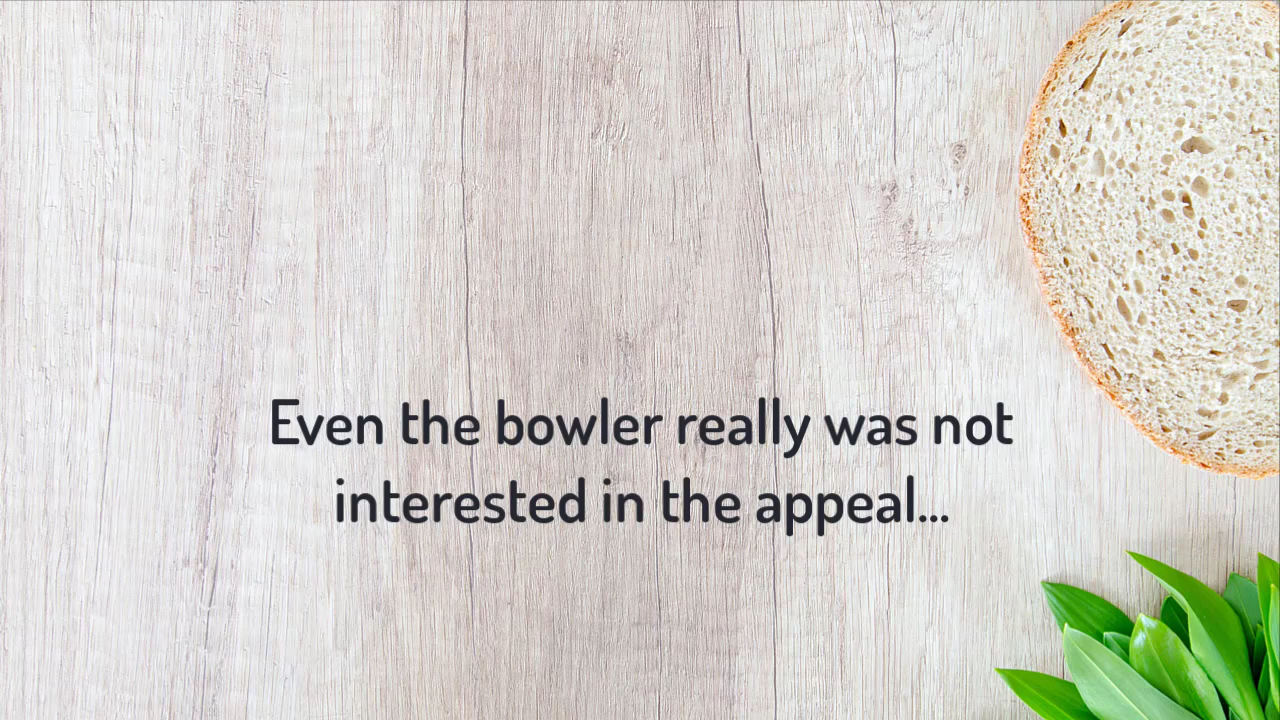 Even the bowler really was not
interested in the appeal...